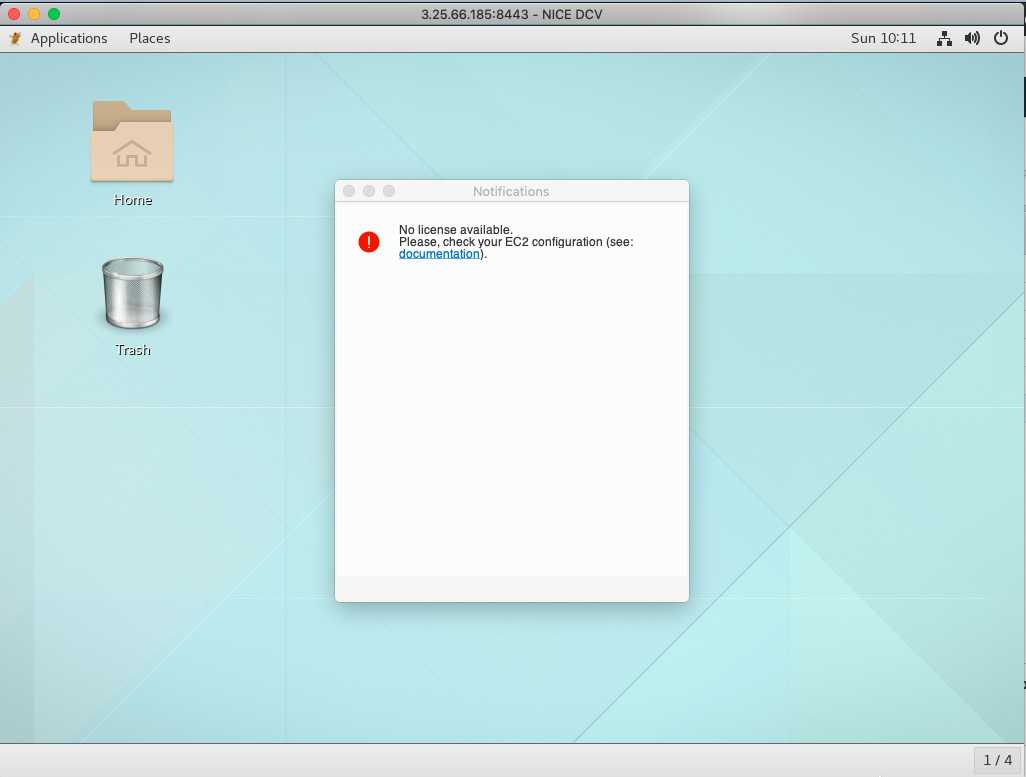 3.25.66.185:8443 - NICE DCV
Applications Places Sun 10:11
Home
Trash
Notifications
No license available.
Please, check your EC2 configuration (see:
documentation).
1 / 4